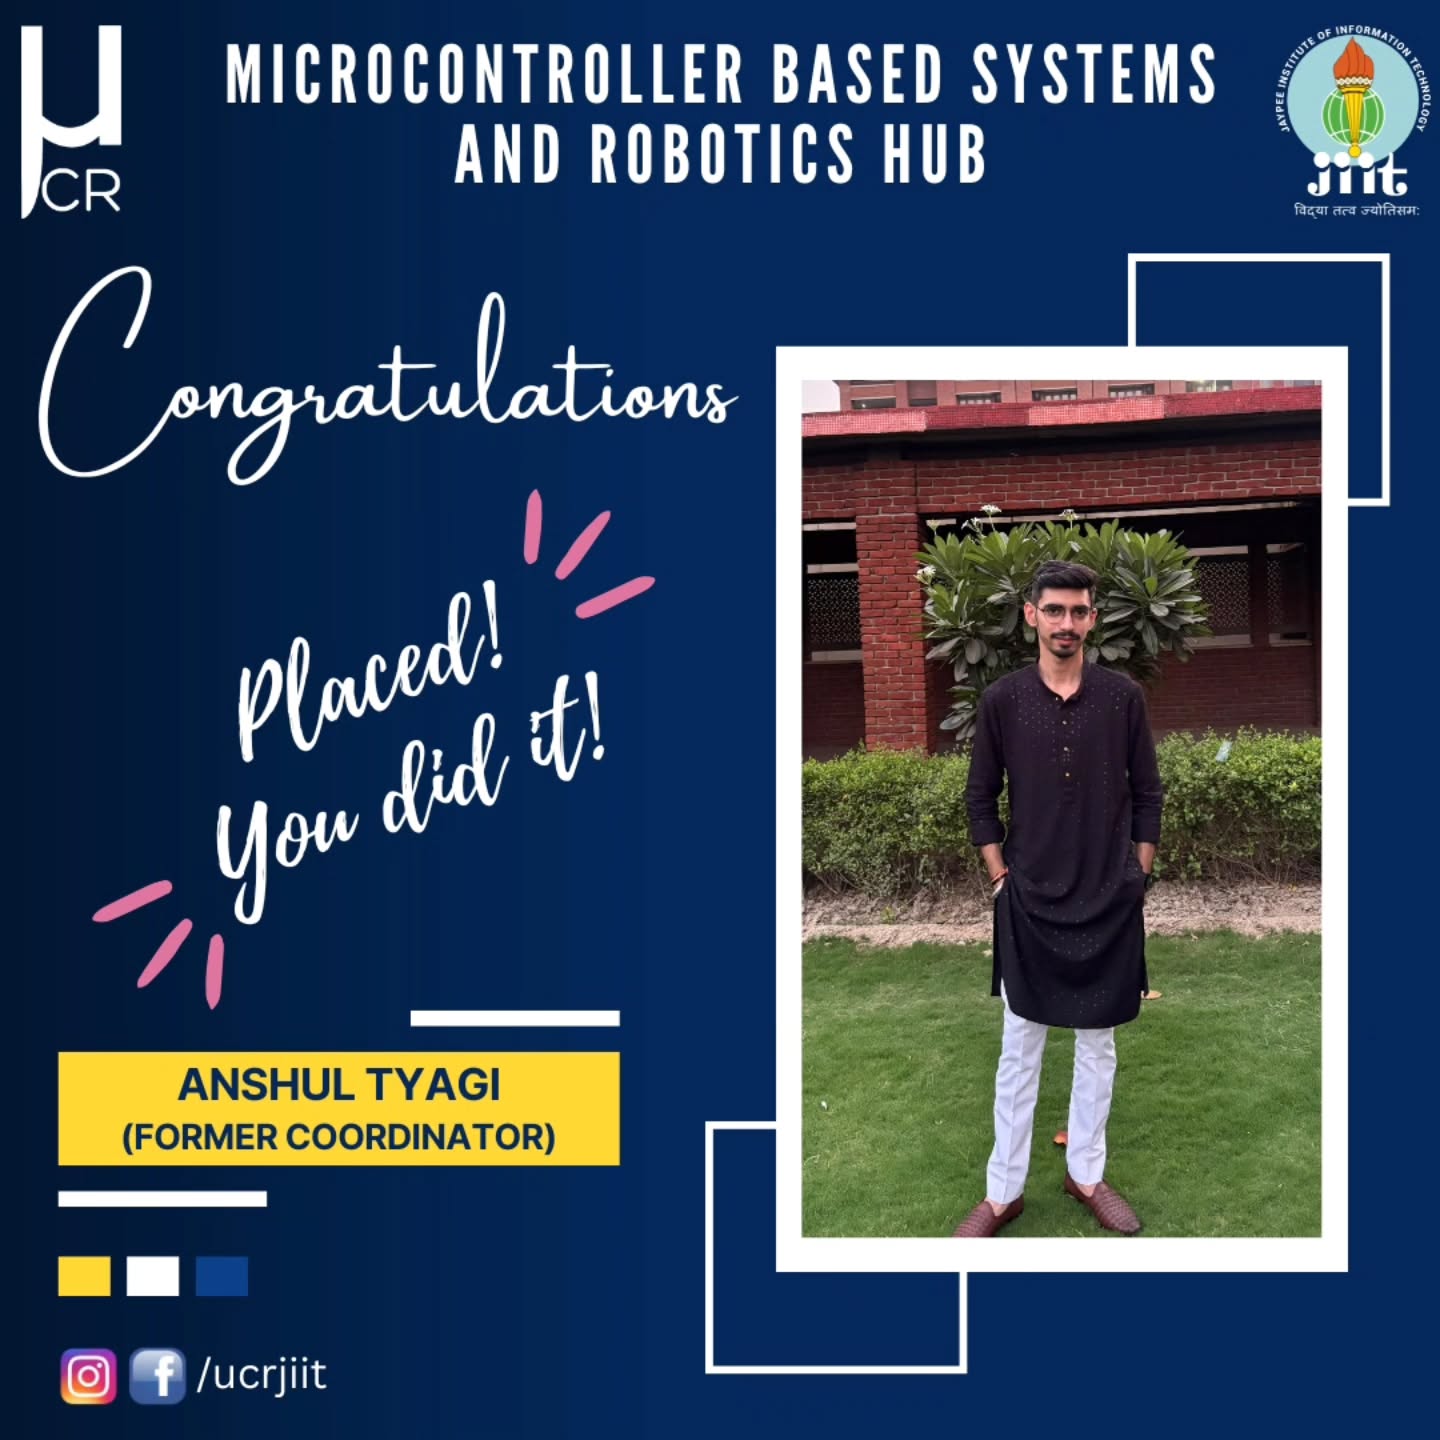 μCR
MICROCONTROLLER BASED SYSTEMS
AND ROBOTICS HUB
JAYPEE INSTITUTE OF INFORMATION TECHNOLOGY
jiit
विद्या तत्व ज्योतिसमः
Congratulations
Placed!
You did it!
ANSHUL TYAGI
(FORMER COORDINATOR)
/ucrjiit